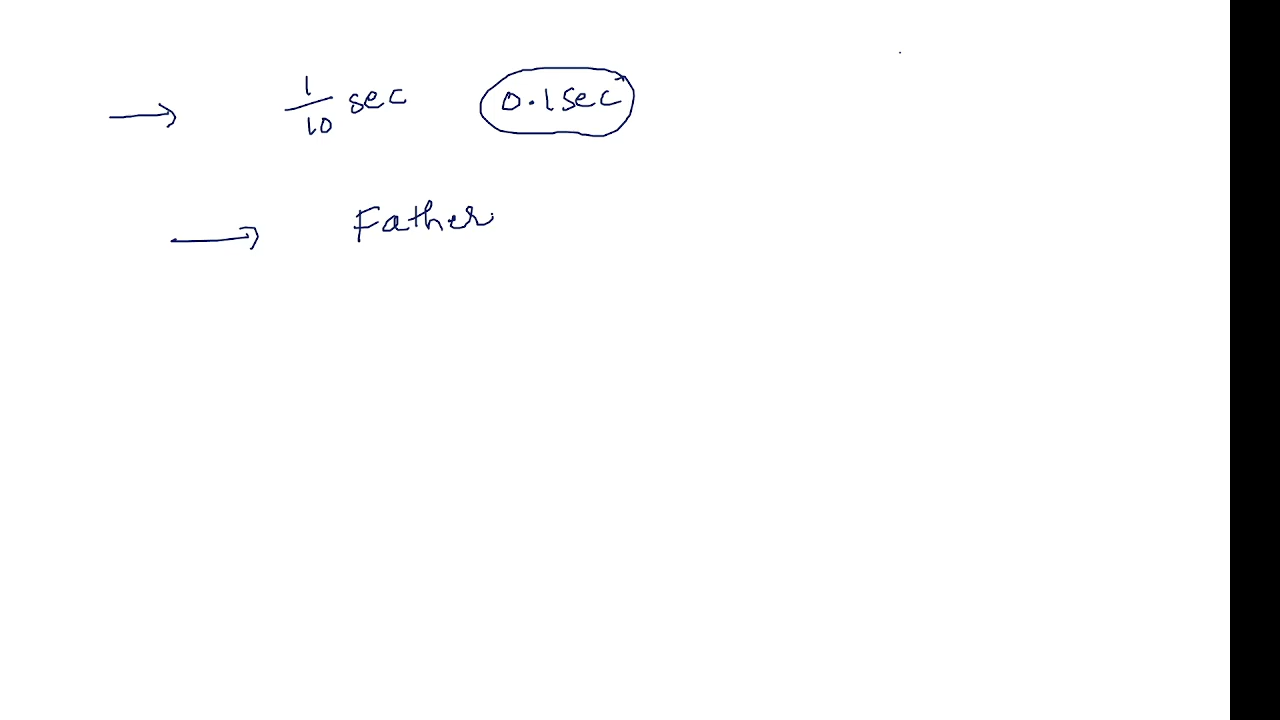 → 1/10 sec 0.1sec
→ Father